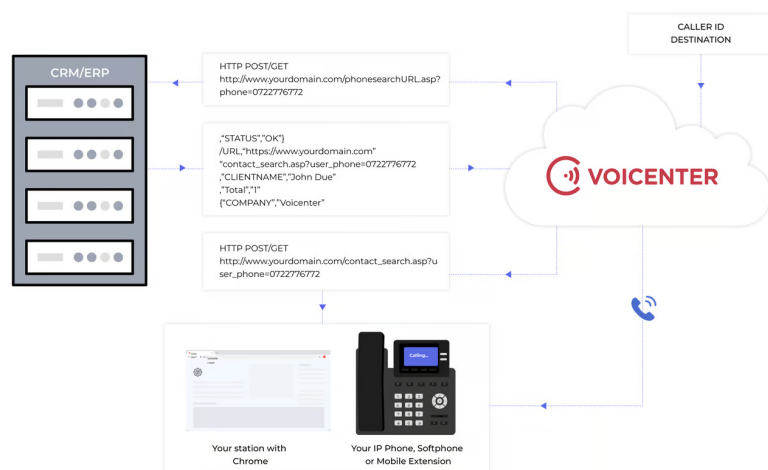 CALLER ID
DESTINATION
CRM/ERP
HTTP POST/GET
http://www.yourdomain.com/phonesearchURL.asp?
phone=0722776772
,"STATUS","OK"}
/URL,"https://www.yourdomain.com"
"contact_search.asp?user_phone=0722776772
,"CLIENTNAME","John Due"
,"Total","1"
{"COMPANY","Voicenter"
VOICENTER
HTTP POST/GET
http://www.yourdomain.com/contact_search.asp?u
ser_phone=0722776772
Calling...
Your station with
Chrome
Your IP Phone, Softphone
or Mobile Extension